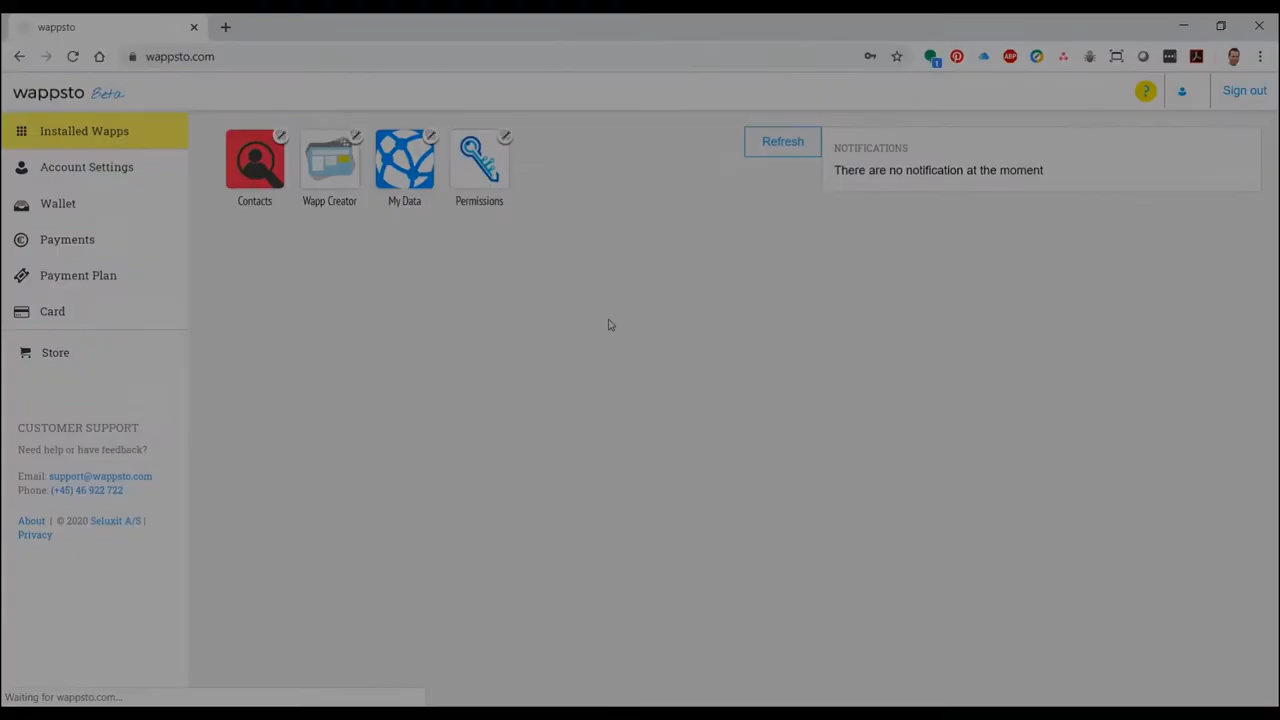 wappsto
wappsto.com
1
ABP
wappsto Beta
?
Sign out
Installed Wapps
Account Settings
Wallet
Payments
Payment Plan
Card
Store
Contacts
Wapp Creator
My Data
Permissions
Refresh
NOTIFICATIONS
There are no notification at the moment
CUSTOMER SUPPORT
Need help or have feedback?
Email: support@wappsto.com
Phone: (+45) 46 922 722
About | © 2020 Seluxit A/S |
Privacy
Waiting for wappsto.com...